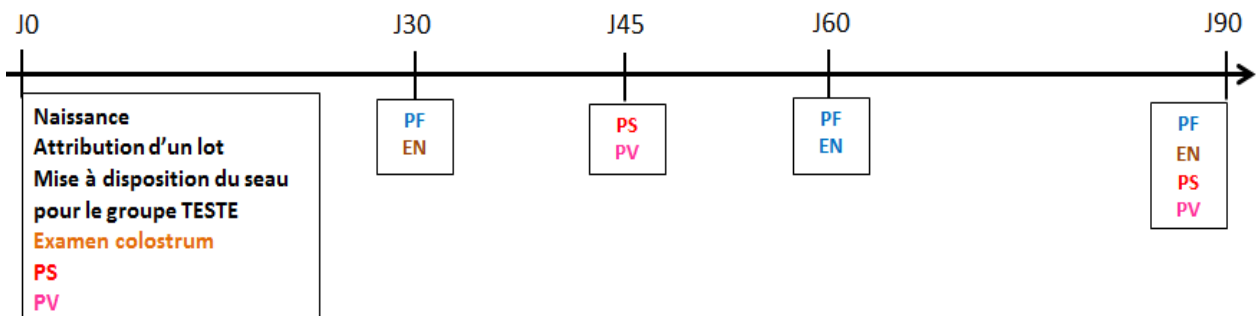 J0
J30
J45
J60
J90
Naissance
Attribution d'un lot
Mise à disposition du seau
pour le groupe TESTE
Examen colostrum
PS
PV
PF
EN
PS
PV
PF
EN
PF
EN
PS
PV